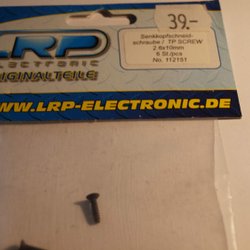 39.-
LRP
ELECTRONIC
ORIGINALTEILE
Senkkopfschneid-
schraube / TP SCREW
2.6x10mm
6 St./pcs
No. 112151
WWW.LRP-ELECTRONIC.DE